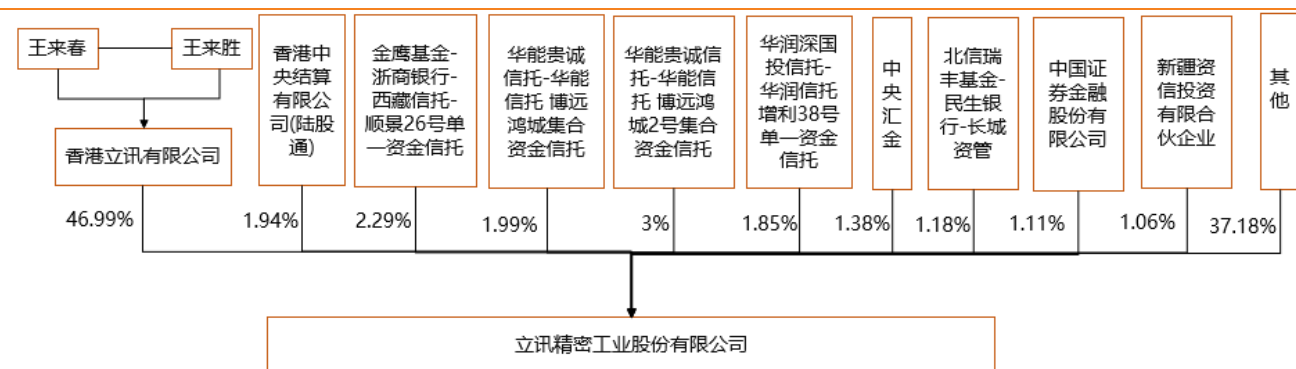 王来春
王来胜
香港立讯有限公司
香港中
央结算
有限公
司(陆股
通)
金鹰基金-
浙商银行-
西藏信托-
顺景26号单
一资金信托
华能贵诚
信托-华能
信托 博远
鸿城集合
资金信托
华能贵诚信
托-华能信
托 博远鸿
城2号集合
资金信托
华润深国
投信托-
华润信托
增利38号
单一资金
信托
中
央
汇
金
北信瑞
丰基金-
民生银
行-长城
资管
中国证
券金融
股份有
限公司
新疆资
信投资
有限合
伙企业
其
他
46.99%
1.94%
2.29%
1.99%
3%
1.85%
1.38%
1.18%
1.11%
1.06%
37.18%
立讯精密工业股份有限公司